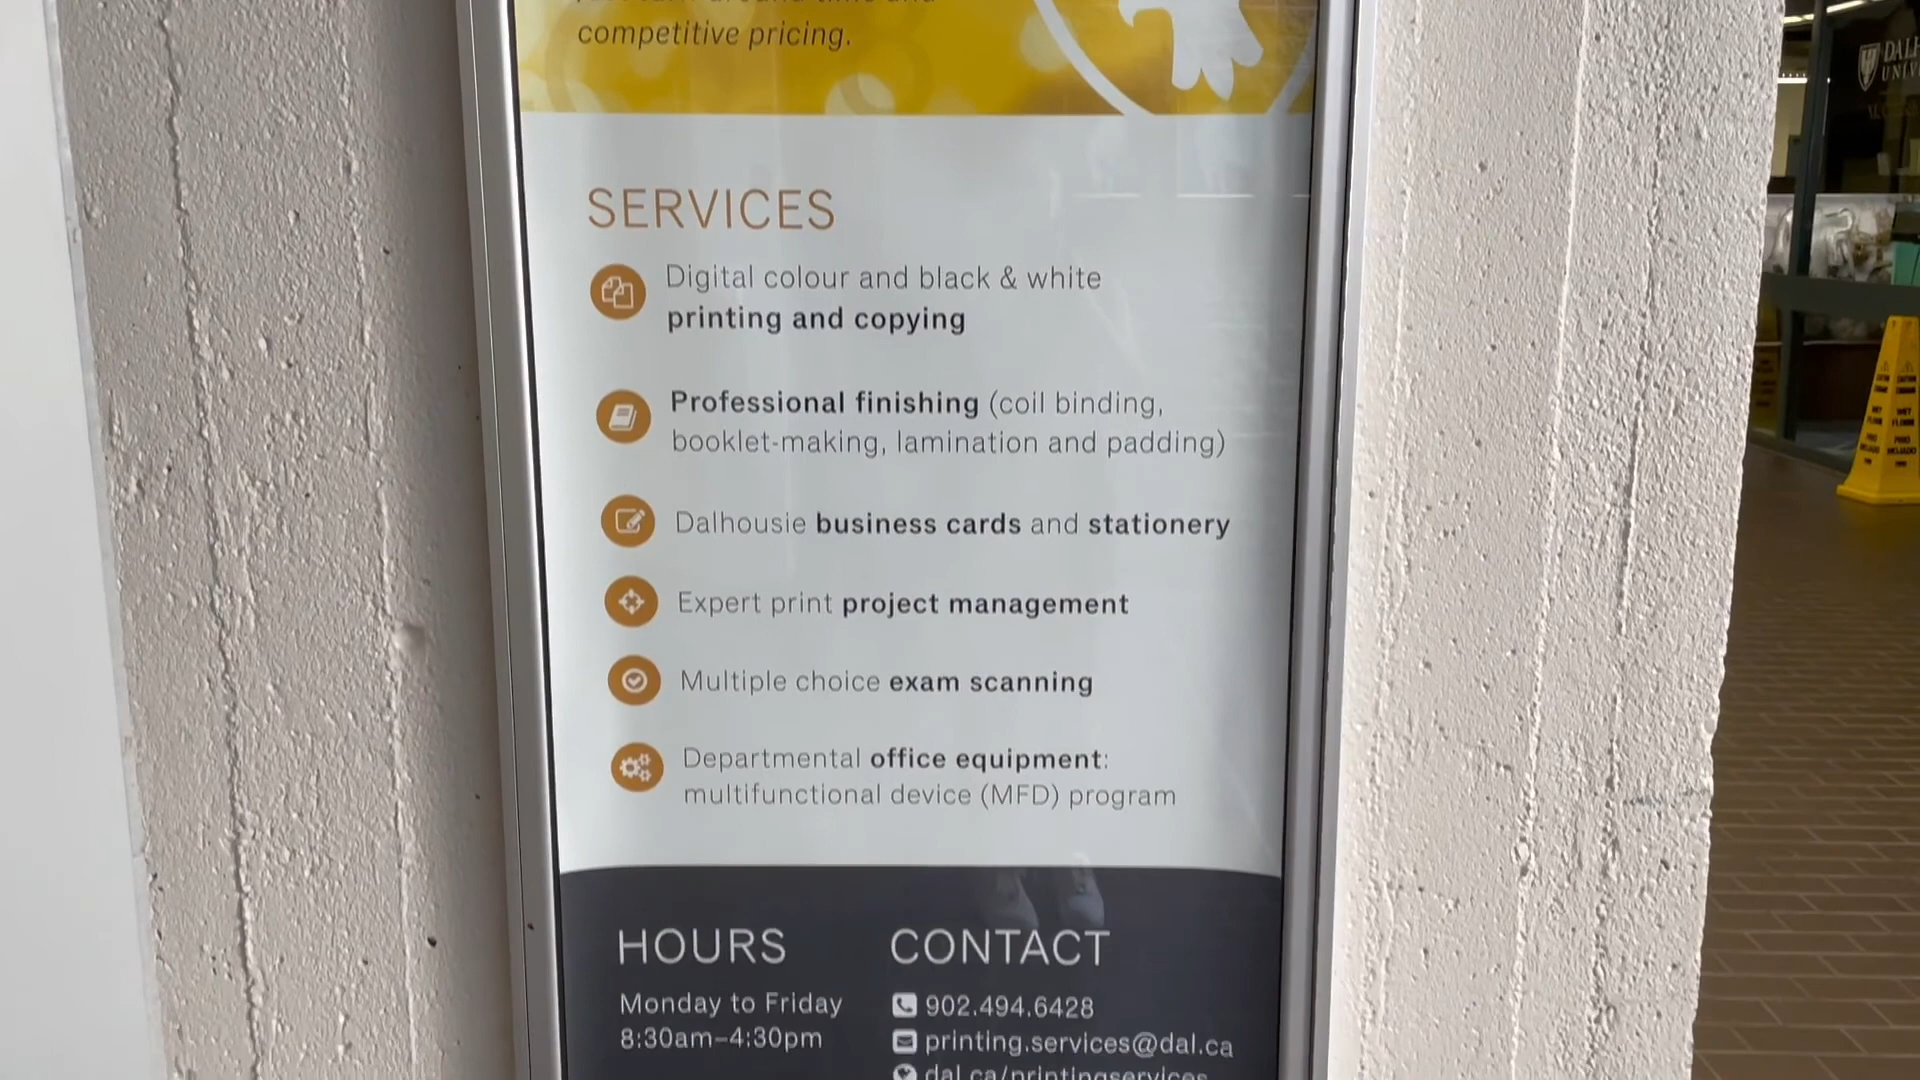 competitive pricing.
SERVICES
Digital colour and black & white
printing and copying
Professional finishing (coil binding,
booklet-making, lamination and padding)
Dalhousie business cards and stationery
Expert print project management
Multiple choice exam scanning
Departmental office equipment:
multifunctional device (MFD) program
HOURS
Monday to Friday
8:30am–4:30pm
CONTACT
902.494.6428
printing.services@dal.ca
dal.ca/printingservices